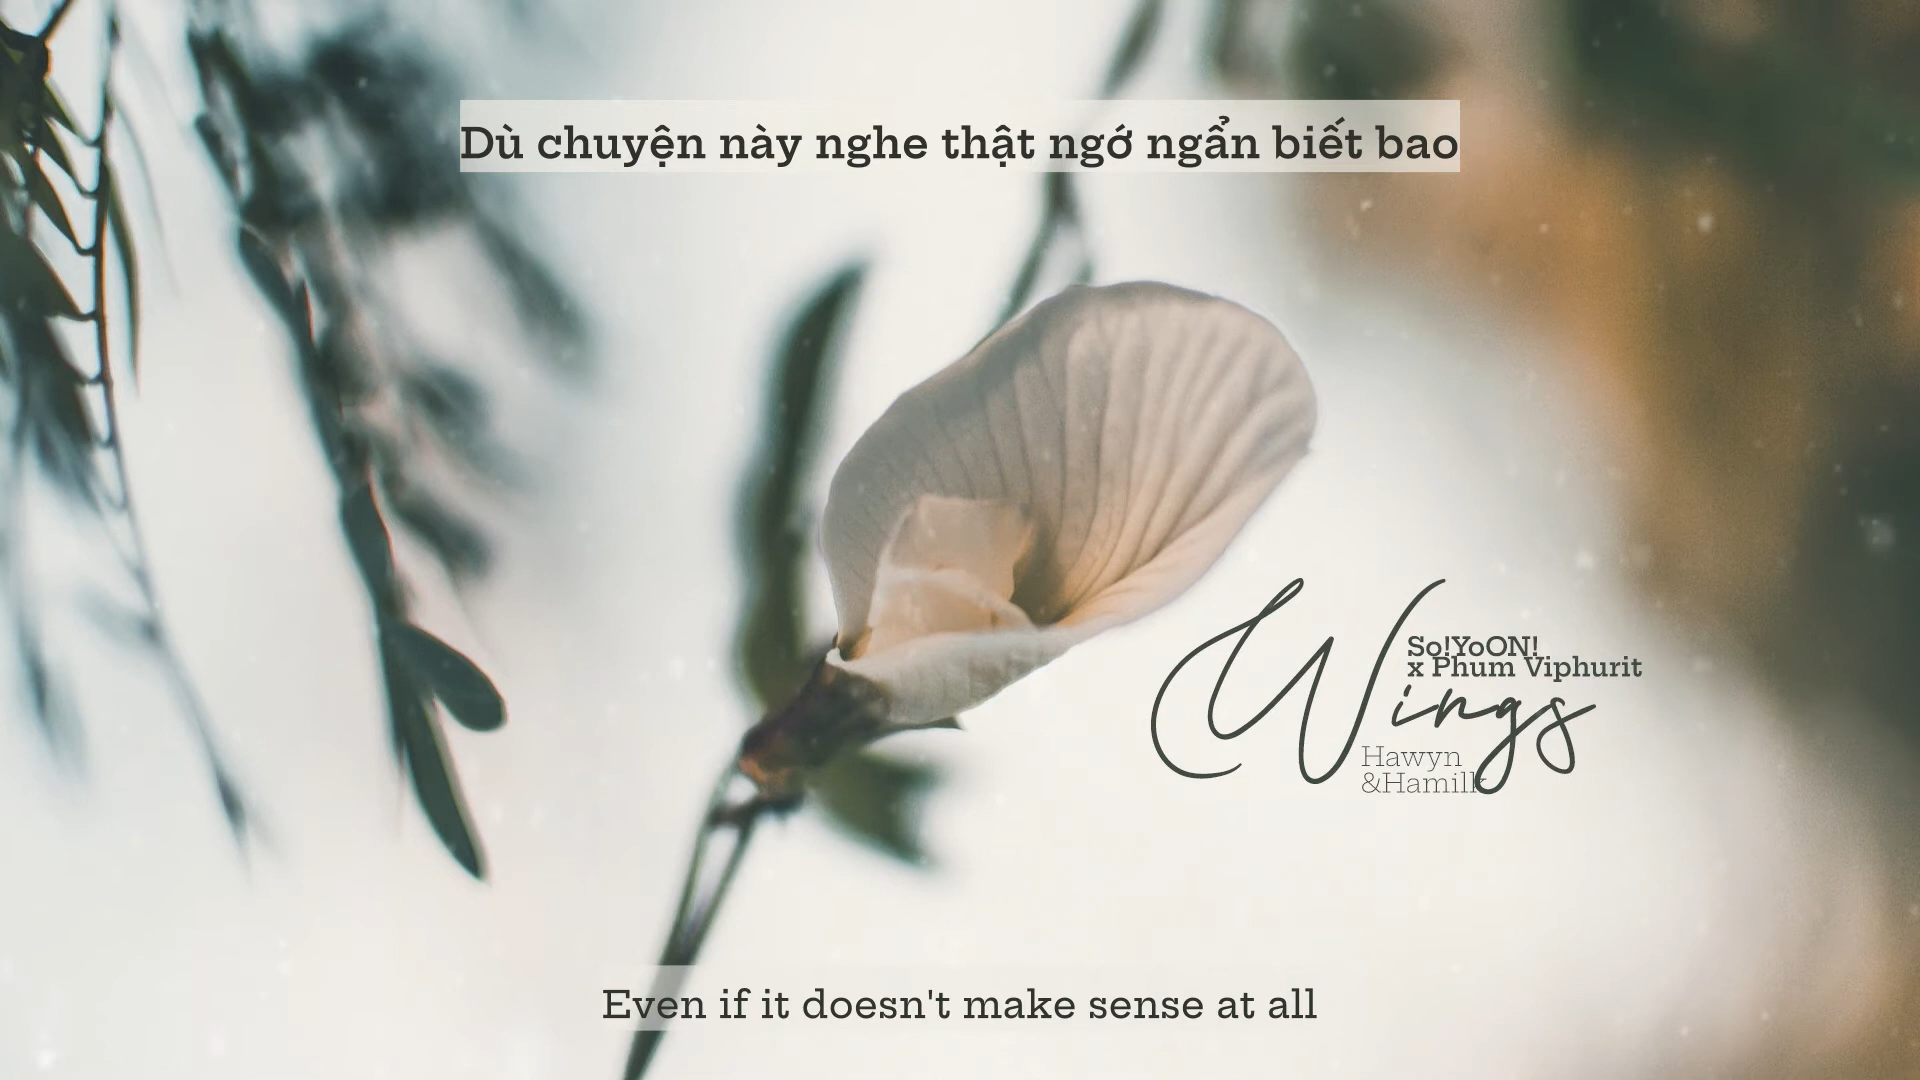 Dù chuyện này nghe thật ngớ ngẩn biết bao
So!YoON!
x Phum Viphurit
Wings
Hawyn
&Hamilk
Even if it doesn't make sense at all